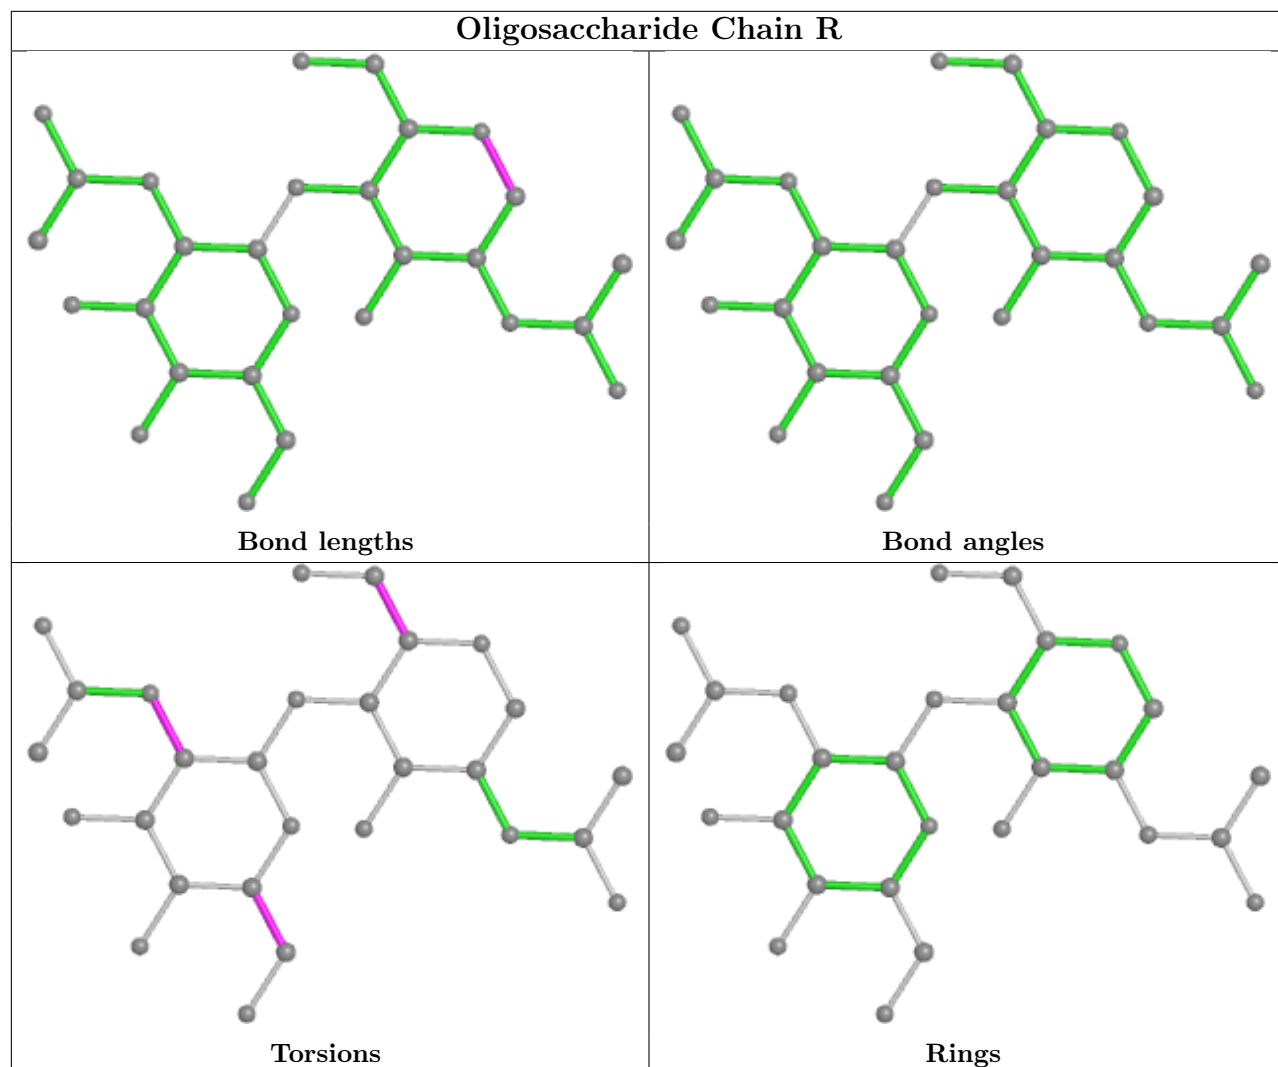 Oligosaccharide Chain R
Bond lengths
Bond angles
Torsions
Rings